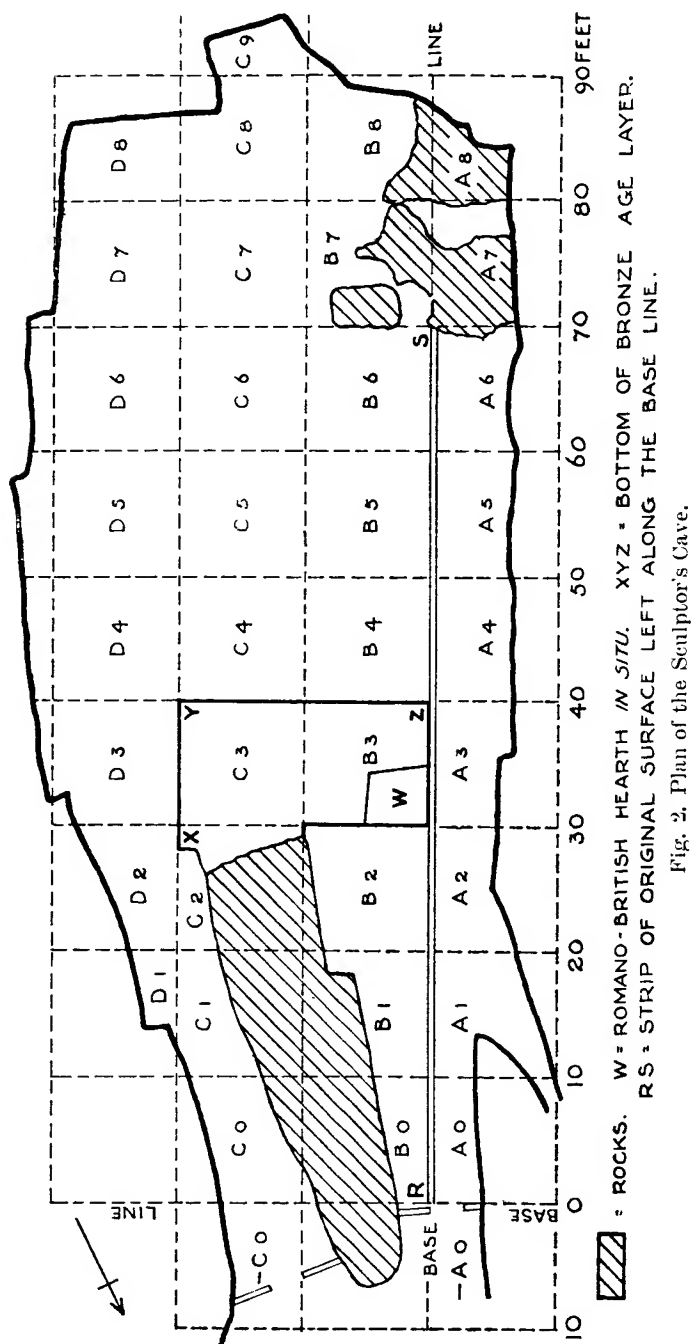 D1 D2 D3 D4 D5 D6 D7 D8
LINE
-C0 C0 C1 C2 C3 C4 C5 C6 C7 C8 C9
X Y
B0 B1 B2 B3 B4 B5 B6 B7 B8
W
R Z S
BASE LINE
-A0 A0 A1 A2 A3 A4 A5 A6 A7 A8
BASE
10 0 10 20 30 40 50 60 70 80 90 FEET
= ROCKS. W = ROMANO-BRITISH HEARTH IN SITU. XYZ = BOTTOM OF BRONZE AGE LAYER.
RS = STRIP OF ORIGINAL SURFACE LEFT ALONG THE BASE LINE.
Fig. 2. Plan of the Sculptor's Cave.